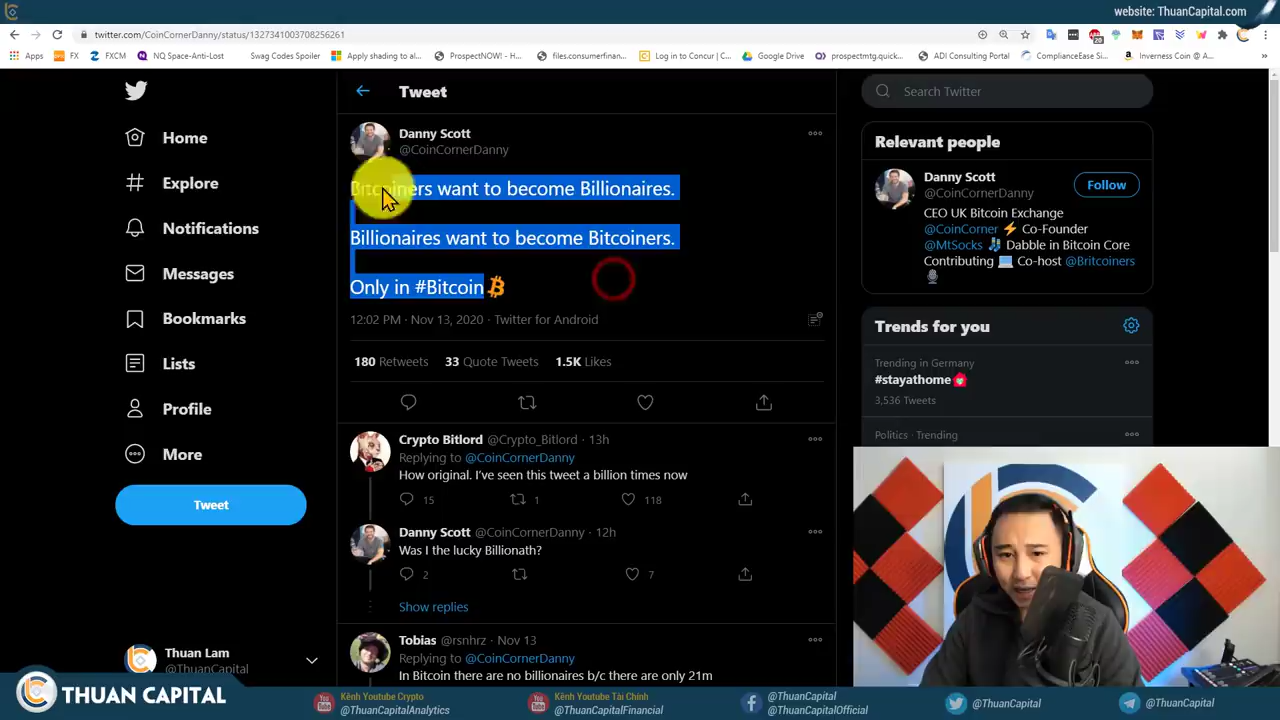 website: ThuanCapital.com
twitter.com/CoinCornerDanny/status/1327341003708256261
Apps FX FXCM NQ Space-Anti-Lost Swag Codes Spoiler Apply shading to al... ProspectNOW! - H... files.consumerfinan... Log in to Concur | C... Google Drive prospectmtg.quick... ADI Consulting Portal ComplianceEase Si... Inverness Coin @ A...
Tweet
Search Twitter
Home
Explore
Notifications
Messages
Bookmarks
Lists
Profile
More
Tweet
Thuan Lam
@ThuanCapital
Danny Scott
@CoinCornerDanny
Bitcoiners want to become Billionaires.
Billionaires want to become Bitcoiners.
Only in #Bitcoin
12:02 PM · Nov 13, 2020 · Twitter for Android
180 Retweets 33 Quote Tweets 1.5K Likes
Crypto Bitlord @Crypto_Bitlord · 13h
Replying to @CoinCornerDanny
How original. I've seen this tweet a billion times now
15 1 118
Danny Scott @CoinCornerDanny · 12h
Was I the lucky Billionath?
2 7
Show replies
Tobias @rsnhrz · Nov 13
Replying to @CoinCornerDanny
In Bitcoin there are no billionaires b/c there are only 21m
Relevant people
Danny Scott
@CoinCornerDanny
Follow
CEO UK Bitcoin Exchange
@CoinCorner ⚡ Co-Founder
@MtSocks 🧦 Dabble in Bitcoin Core
Contributing 💻 Co-host @Britcoiners
🎙
Trends for you
Trending in Germany
#stayathome
3,536 Tweets
Politics · Trending
THUAN CAPITAL
Kênh Youtube Crypto
@ThuanCapitalAnalytics
Kênh Youtube Tài Chính
@ThuanCapitalFinancial
@ThuanCapital
@ThuanCapitalOfficial
@ThuanCapital
@ThuanCapital